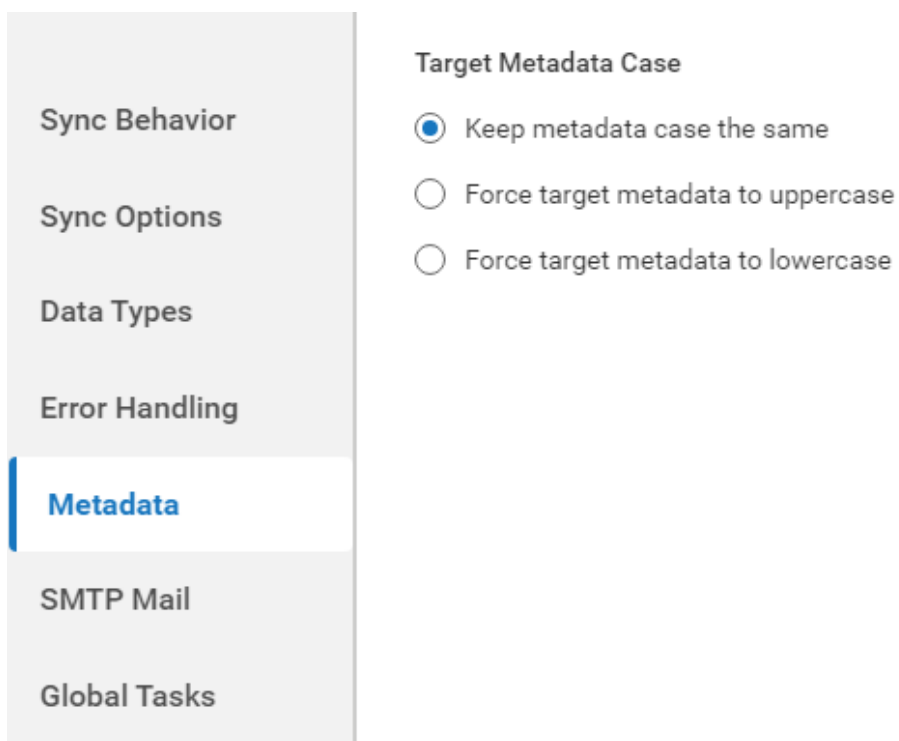 Sync Behavior
Sync Options
Data Types
Error Handling
Metadata
SMTP Mail
Global Tasks
Target Metadata Case
Keep metadata case the same
Force target metadata to uppercase
Force target metadata to lowercase